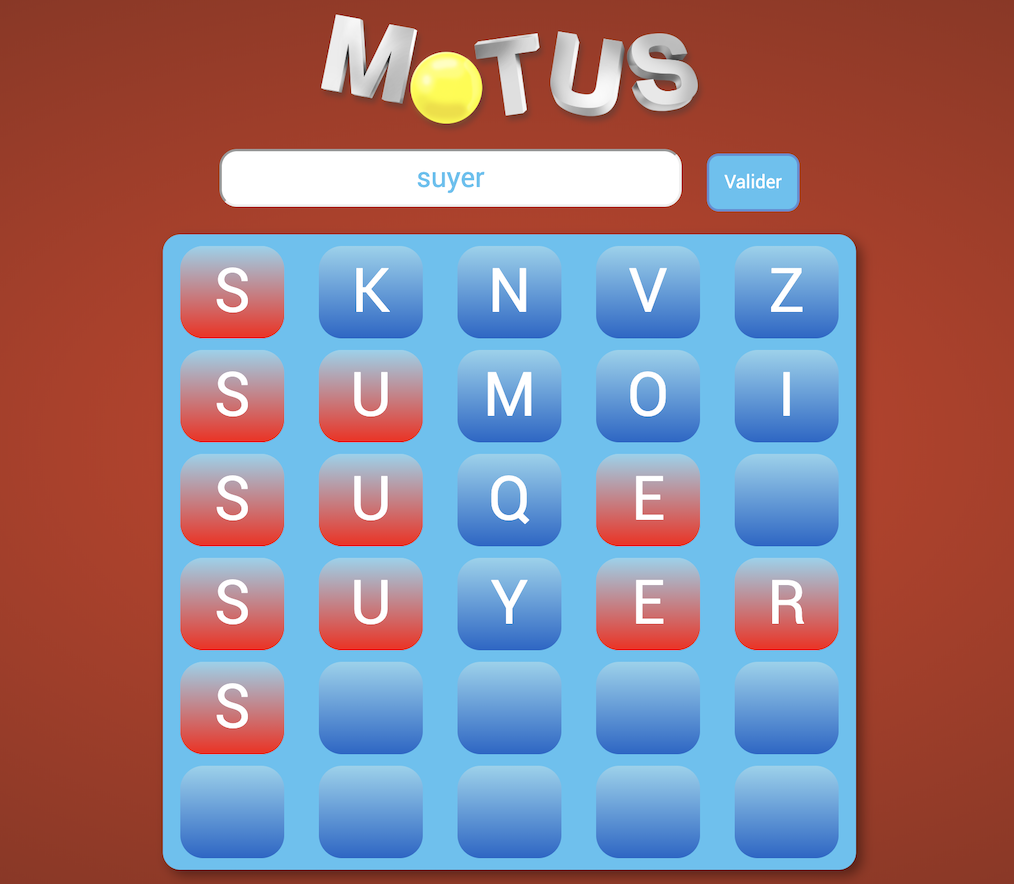 MOTUS
suyer
Valider
S K N V Z
S U M O I
S U Q E
S U Y E R
S